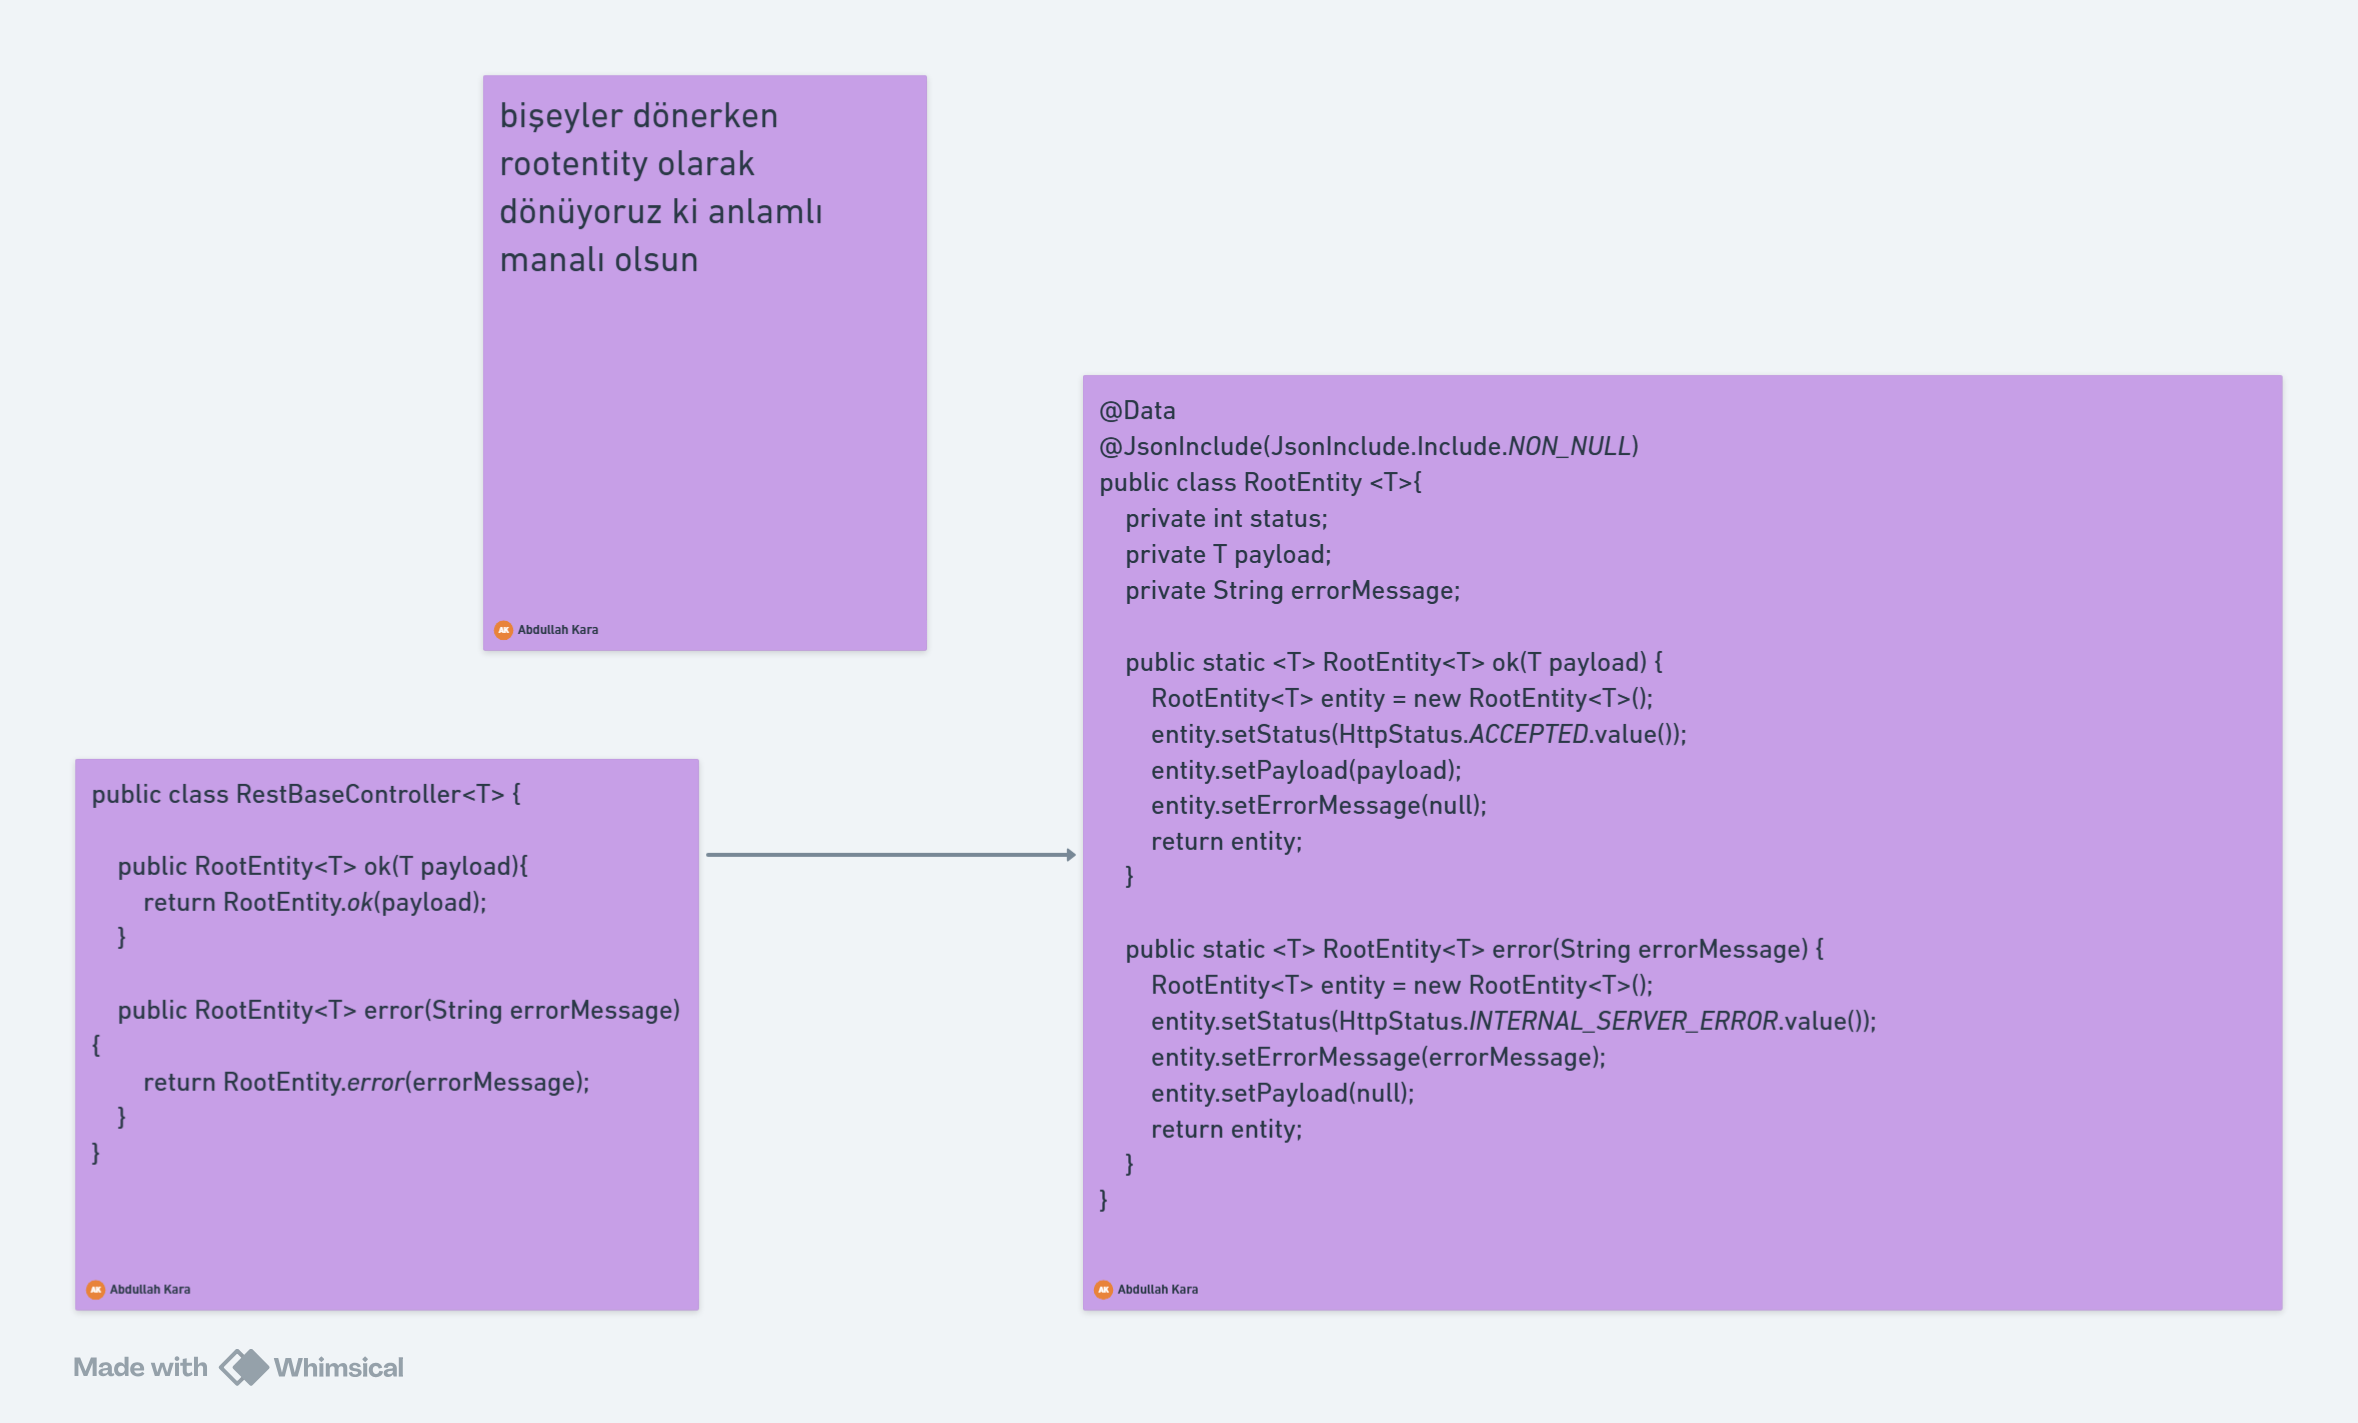 bişeyler dönerken
rootentity olarak
dönüyoruz ki anlamlı
manalı olsun
AK Abdullah Kara
public class RestBaseController<T> {
public RootEntity<T> ok(T payload){
return RootEntity.ok(payload);
}
public RootEntity<T> error(String errorMessage)
{
return RootEntity.error(errorMessage);
}
}
AK Abdullah Kara
@Data
@JsonInclude(JsonInclude.Include.NON_NULL)
public class RootEntity <T>{
private int status;
private T payload;
private String errorMessage;
public static <T> RootEntity<T> ok(T payload) {
RootEntity<T> entity = new RootEntity<T>();
entity.setStatus(HttpStatus.ACCEPTED.value());
entity.setPayload(payload);
entity.setErrorMessage(null);
return entity;
}
public static <T> RootEntity<T> error(String errorMessage) {
RootEntity<T> entity = new RootEntity<T>();
entity.setStatus(HttpStatus.INTERNAL_SERVER_ERROR.value());
entity.setErrorMessage(errorMessage);
entity.setPayload(null);
return entity;
}
}
AK Abdullah Kara
Made with Whimsical